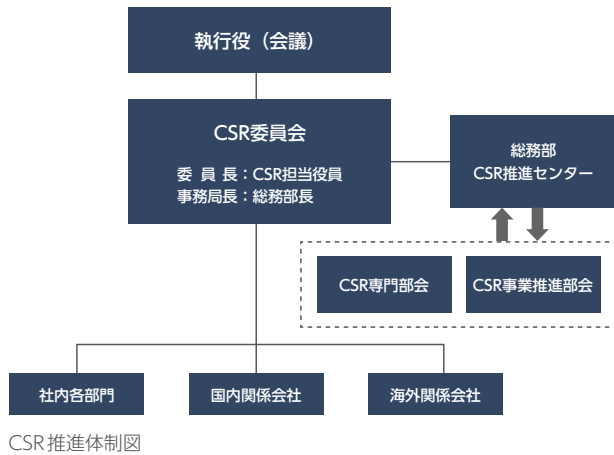 執行役（会議）
CSR委員会
委 員 長：CSR担当役員
事務局長：総務部長
総務部
CSR推進センター
CSR専門部会
CSR事業推進部会
社内各部門
国内関係会社
海外関係会社
CSR推進体制図